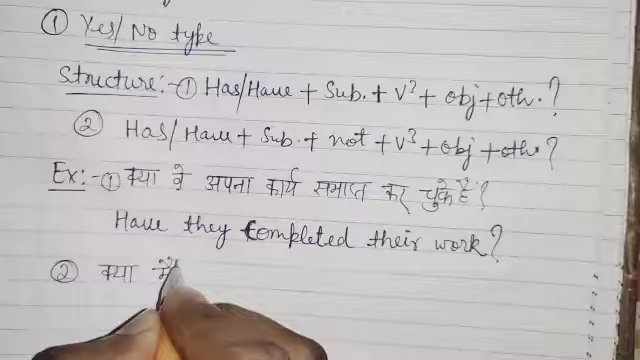 ① Yes/No type
Structure:-① Has/Have + Sub. + V³ + obj + oth. ?
② Has/Have + Sub. + not + V³ + obj + oth. ?
Ex:-① क्या वे अपना कार्य समाप्त कर चुके हैं?
Have they completed their work?
② क्या